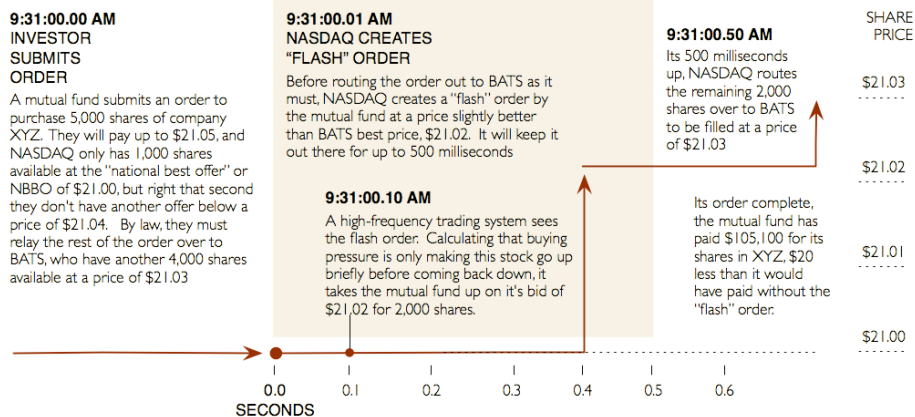 9:31:00.00 AM
INVESTOR
SUBMITS
ORDER
A mutual fund submits an order to
purchase 5,000 shares of company
XYZ. They will pay up to $21.05, and
NASDAQ only has 1,000 shares
available at the "national best offer" or
NBBO of $21.00, but right that second
they don't have another offer below a
price of $21.04.   By law, they must
relay the rest of the order over to
BATS, who have another 4,000 shares
available at a price of $21.03
9:31:00.01 AM
NASDAQ CREATES
“FLASH” ORDER
Before routing the order out to BATS as it
must, NASDAQ creates a “flash” order by
the mutual fund at a price slightly better
than BATS best price, $21.02.  It will keep it
out there for up to 500 milliseconds
9:31:00.10 AM
A high-frequency trading system sees
the flash order.  Calculating that buying
pressure is only making this stock go up
briefly before coming back down, it
takes the mutual fund up on it's bid of
$21.02 for 2,000 shares.
9:31:00.50 AM
Its 500 milliseconds
up, NASDAQ routes
the remaining 2,000
shares over to BATS
to be filled at a price
of $21.03
Its order complete,
the mutual fund has
paid $105,100 for its
shares in XYZ, $20
less than it would
have paid without the
“flash” order.
SHARE
PRICE
$21.03
$21.02
$21.01
$21.00
0.0
0.1
0.2
0.3
0.4
0.5
0.6
SECONDS